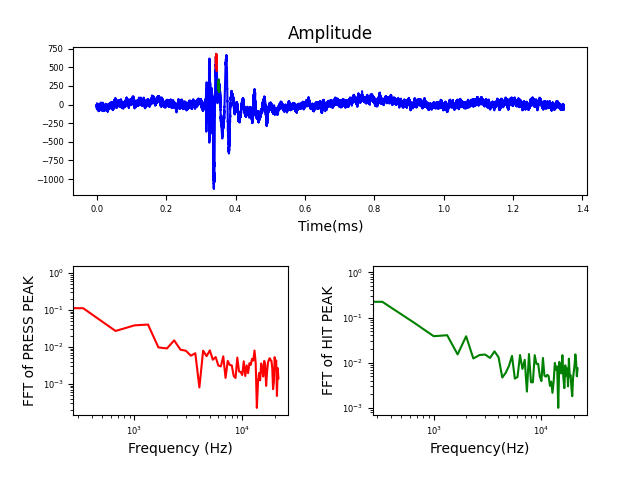 Amplitude
750
500
250
0
−250
−500
−750
−1000
0.0 0.2 0.4 0.6 0.8 1.0 1.2 1.4
Time(ms)
FFT of PRESS PEAK
10⁰
10⁻¹
10⁻²
10⁻³
10³ 10⁴
Frequency (Hz)
FFT of HIT PEAK
10⁰
10⁻¹
10⁻²
10⁻³
10³ 10⁴
Frequency(Hz)